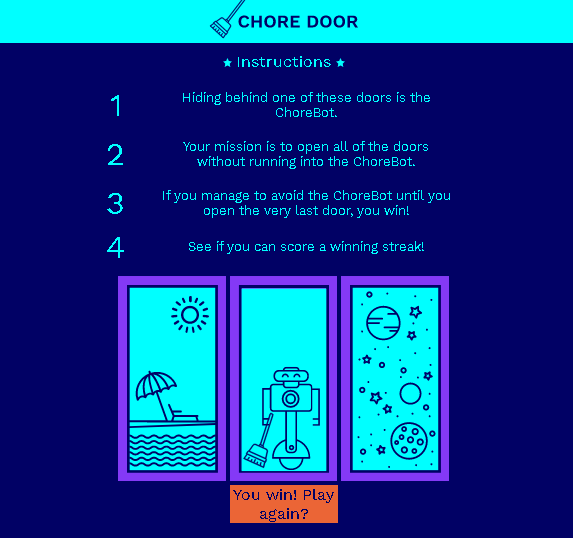 CHORE DOOR
Instructions
1
Hiding behind one of these doors is the
ChoreBot.
2
Your mission is to open all of the doors
without running into the ChoreBot.
3
If you manage to avoid the ChoreBot until you
open the very last door, you win!
4
See if you can score a winning streak!
You win! Play
again?